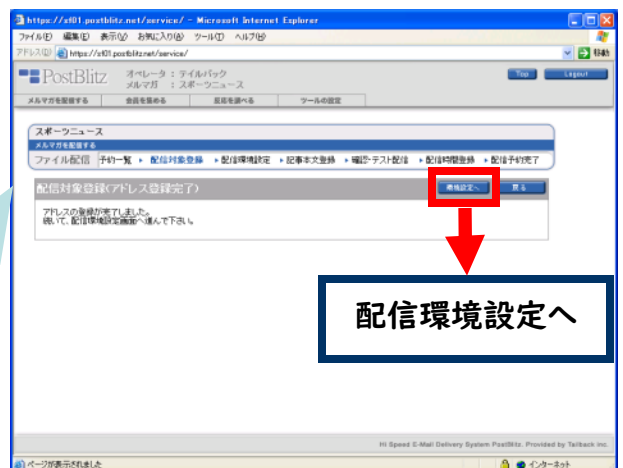 https://sf01.postblitz.net/service/ - Microsoft Internet Explorer
ファイル(F) 編集(E) 表示(V) お気に入り(A) ツール(T) ヘルプ(H)
アドレス(D) https://sf01.postblitz.net/service/ 移動
PostBlitz オペレータ : テイルバック Top Logout
メルマガ : スポーツニュース
メルマガを配信する 会員を集める 反応を調べる ツールの設定
スポーツニュース
メルマガを配信する
ファイル配信 予約一覧 ▸ 配信対象登録 ▸ 配信環境設定 ▸ 記事本文登録 ▸ 確認・テスト配信 ▸ 配信時間登録 ▸ 配信予約完了
配信対象登録(アドレス登録完了) 環境設定へ 戻る
アドレスの登録が完了しました。
続いて、配信環境設定画面へ進んで下さい。
配信環境設定へ
Hi Speed E-Mail Delivery System PostBlitz. Provided by Tailback inc.
ページが表示されました インターネット